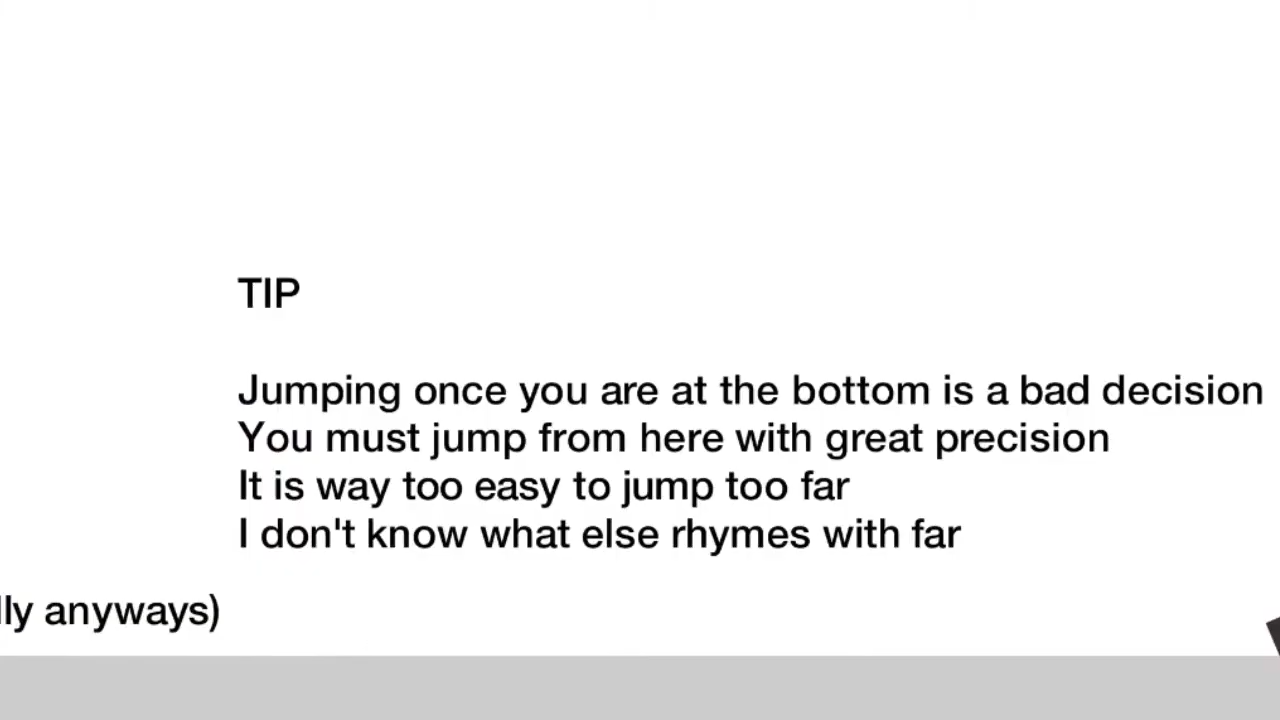 TIP
Jumping once you are at the bottom is a bad decision
You must jump from here with great precision
It is way too easy to jump too far
I don't know what else rhymes with far
anyways)